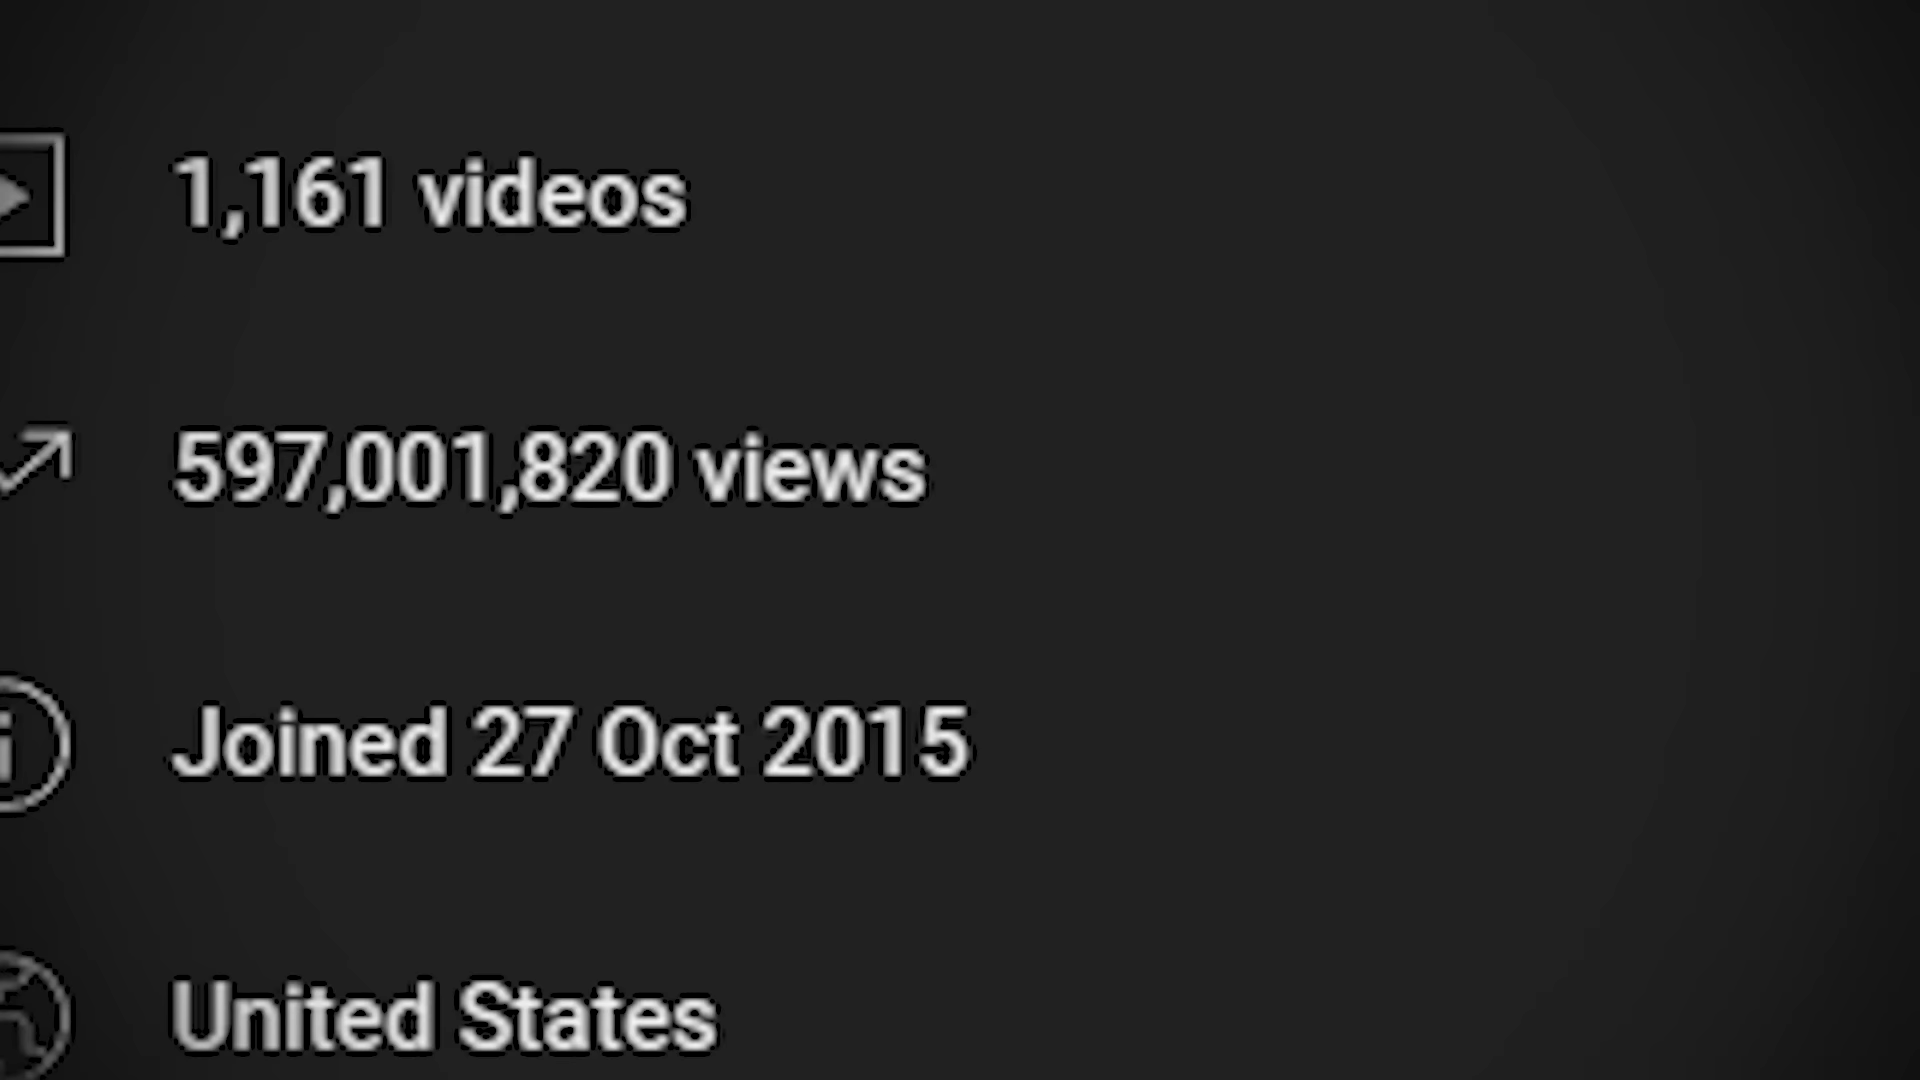 1,161 videos
597,001,820 views
Joined 27 Oct 2015
United States